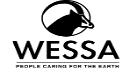 WESSA
PEOPLE CARING FOR THE EARTH